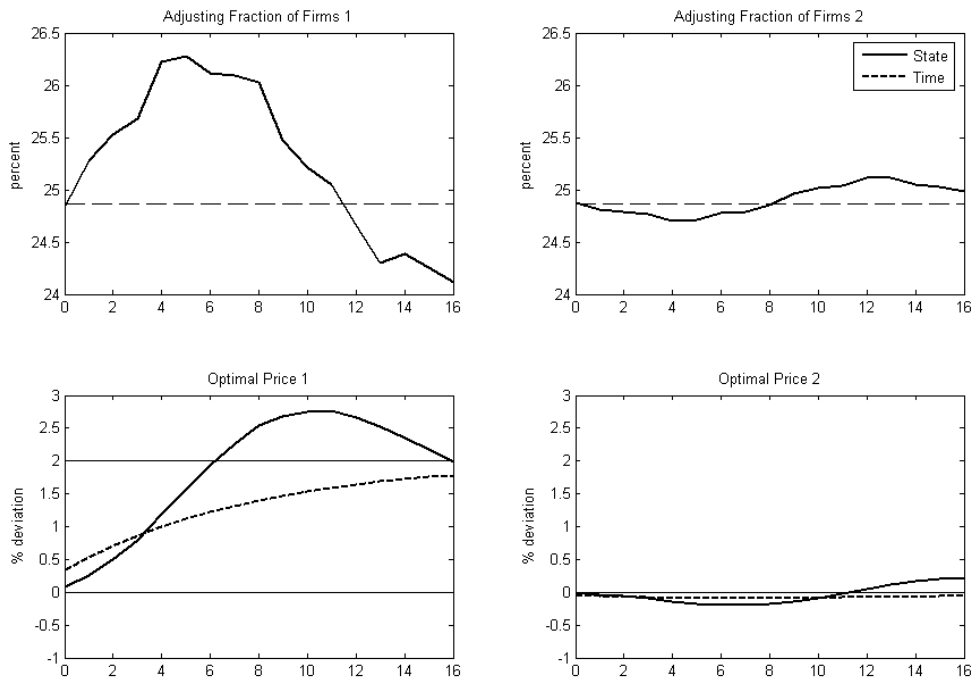 Adjusting Fraction of Firms 1
26.5
26
25.5
25
24.5
24
percent
0 2 4 6 8 10 12 14 16
Adjusting Fraction of Firms 2
26.5
26
25.5
25
24.5
24
percent
State
Time
0 2 4 6 8 10 12 14 16
Optimal Price 1
3
2.5
2
1.5
1
0.5
0
-0.5
-1
% deviation
0 2 4 6 8 10 12 14 16
Optimal Price 2
3
2.5
2
1.5
1
0.5
0
-0.5
-1
% deviation
0 2 4 6 8 10 12 14 16